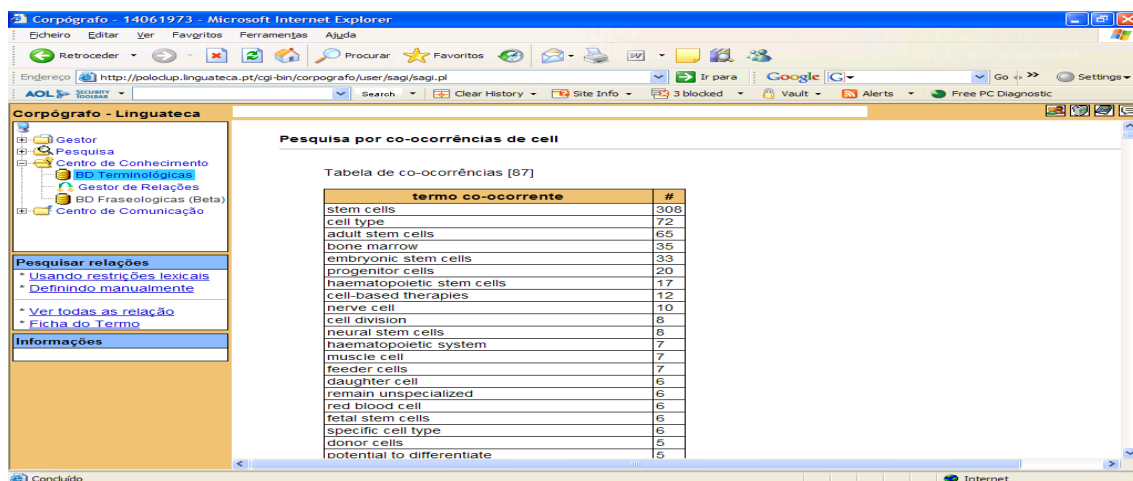 Corpógrafo - 14061973 - Microsoft Internet Explorer
Ficheiro Editar Ver Favoritos Ferramentas Ajuda
Retroceder Procurar Favoritos
Endereço http://poloclup.linguateca.pt/cgi-bin/corpografo/user/sagi/sagi.pl Ir para Google G Go Settings
AOL SECURITY TOOLBAR Search Clear History Site Info 3 blocked Vault Alerts Free PC Diagnostic
Corpógrafo - Linguateca
Gestor
Pesquisa
Centro de Conhecimento
BD Terminológicas
Gestor de Relações
BD Fraseologicas (Beta)
Centro de Comunicação
Pesquisar relações
* Usando restrições lexicais
* Definindo manualmente
* Ver todas as relação
* Ficha do Termo
Informações
Pesquisa por co-ocorrências de cell
Tabela de co-ocorrências [87]
termo co-ocorrente #
stem cells 308
cell type 72
adult stem cells 65
bone marrow 35
embryonic stem cells 33
progenitor cells 20
haematopoietic stem cells 17
cell-based therapies 12
nerve cell 10
cell division 8
neural stem cells 8
haematopoietic system 7
muscle cell 7
feeder cells 7
daughter cell 6
remain unspecialized 6
red blood cell 6
fetal stem cells 6
specific cell type 6
donor cells 5
potential to differentiate 5
Concluído Internet